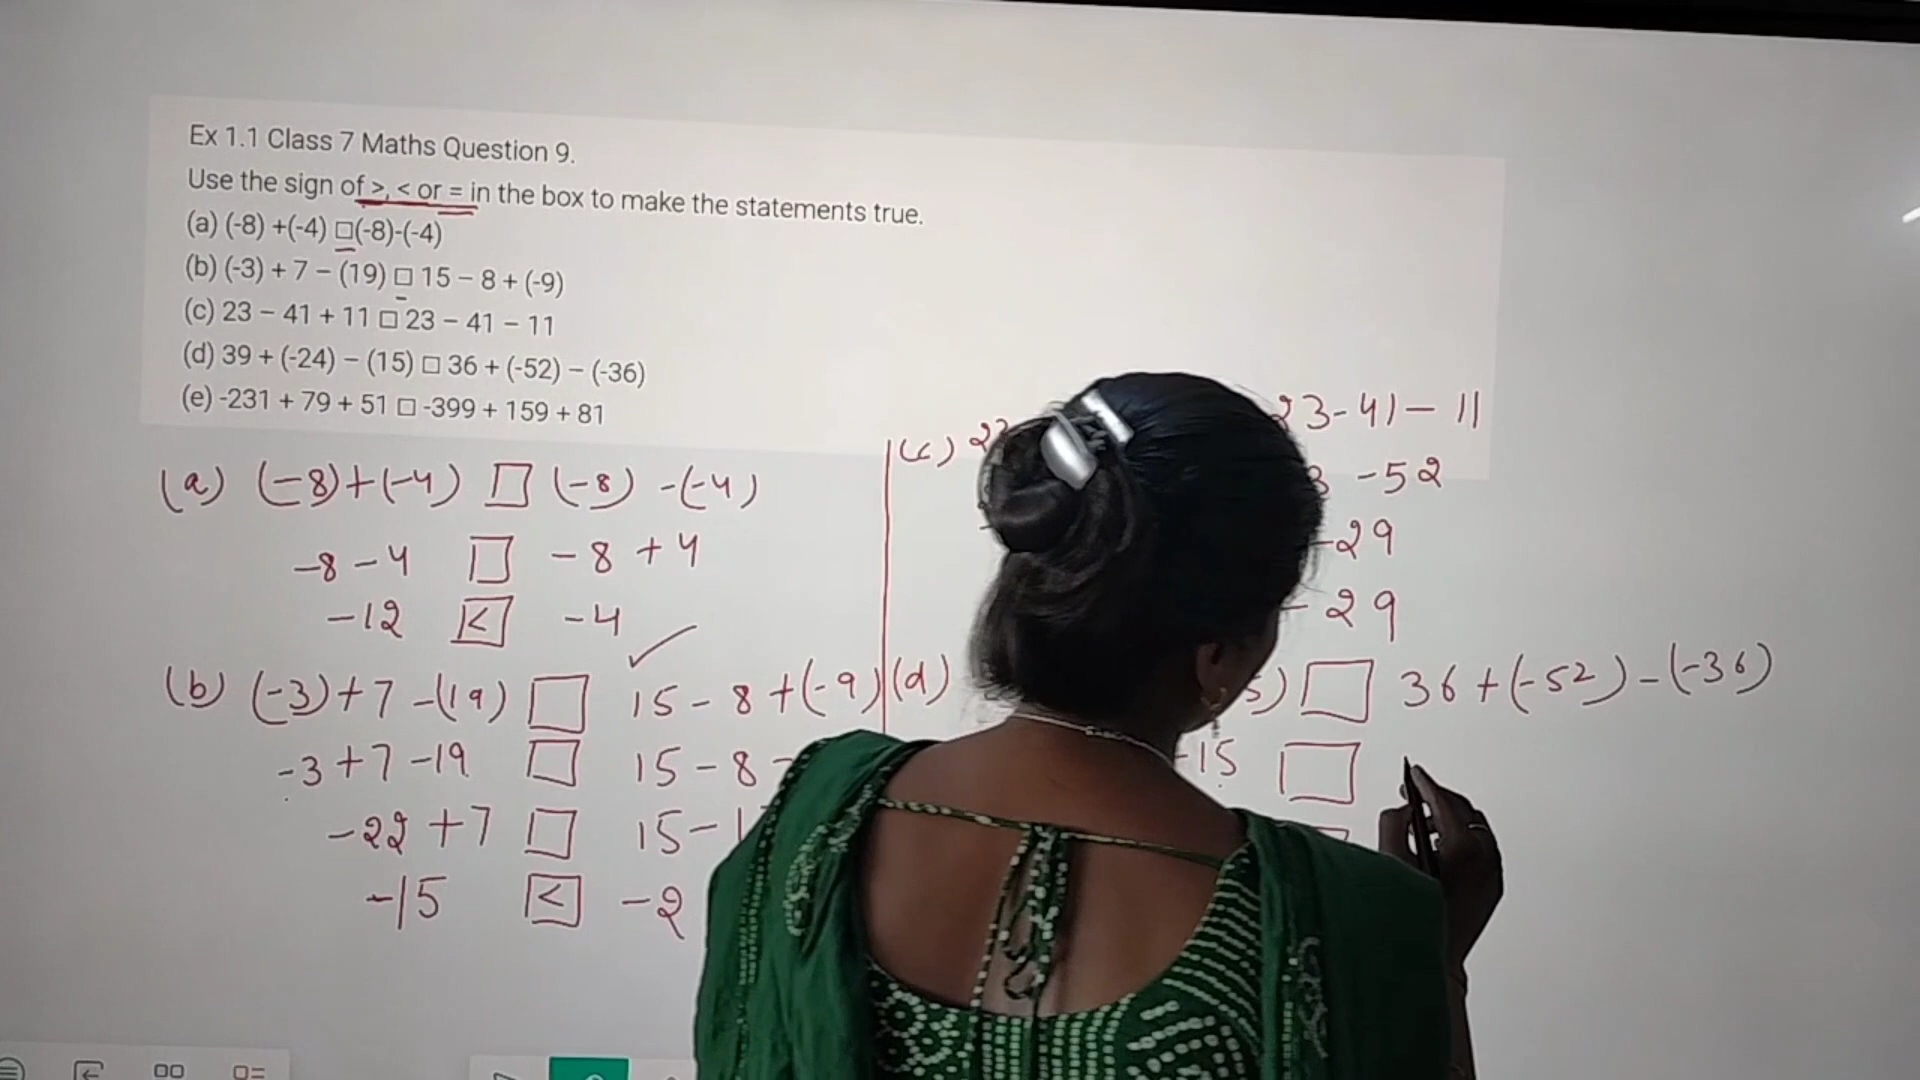 Ex 1.1 Class 7 Maths Question 9.
Use the sign of >, < or = in the box to make the statements true.
(a) (-8) +(-4) □(-8)-(-4)
(b) (-3) + 7 – (19) □ 15 – 8 + (-9)
(c) 23 – 41 + 11 □ 23 – 41 – 11
(d) 39 + (-24) – (15) □ 36 + (-52) – (-36)
(e) -231 + 79 + 51 □ -399 + 159 + 81
(a) (-8)+(-4) □ (-8) -(-4)
-8 -4 □ -8 +4
-12 < -4 ✓
(b) (-3)+7 -(19) □ 15 - 8 +(-9)
-3+7 -19 □ 15 - 8 -
-22 +7 □ 15-1
-15 < -2
(c) 23-41- 11
-52
-29
-29
(d) □ 36 +(-52)-(-36)
-15 □